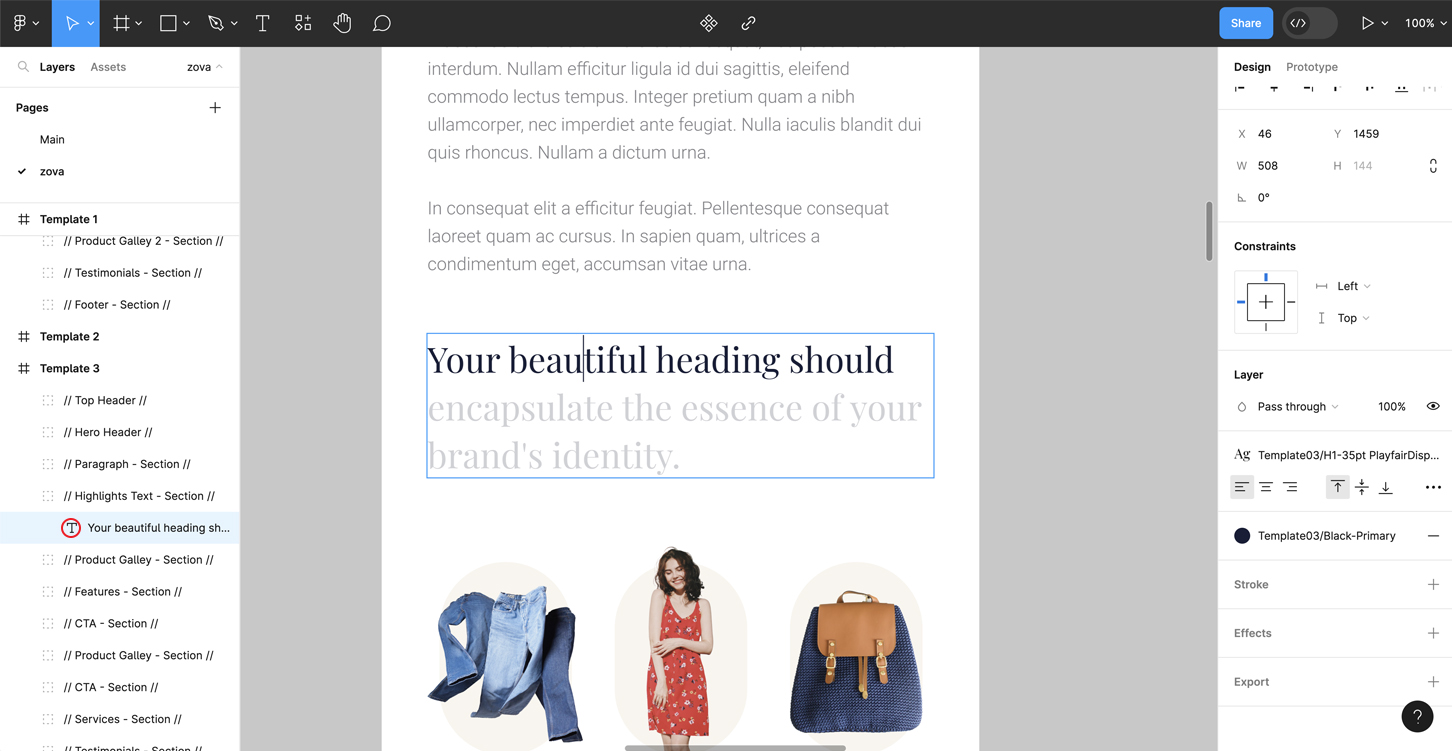 Share
100%
Layers
Assets
zova
Pages
Main
zova
Template 1
// Product Galley 2 - Section //
// Testimonials - Section //
// Footer - Section //
Template 2
Template 3
// Top Header //
// Hero Header //
// Paragraph - Section //
// Highlights Text - Section //
T Your beautiful heading sh...
// Product Galley - Section //
// Features - Section //
// CTA - Section //
// Product Galley - Section //
// CTA - Section //
// Services - Section //
// Testimonials - Section //
interdum. Nullam efficitur ligula id dui sagittis, eleifend
commodo lectus tempus. Integer pretium quam a nibh
ullamcorper, nec imperdiet ante feugiat. Nulla iaculis blandit dui
quis rhoncus. Nullam a dictum urna.
In consequat elit a efficitur feugiat. Pellentesque consequat
laoreet quam ac cursus. In sapien quam, ultrices a
condimentum eget, accumsan vitae urna.
Your beautiful heading should
encapsulate the essence of your
brand's identity.
Design
Prototype
X 46 Y 1459
W 508 H 144
0°
Constraints
Left
Top
Layer
Pass through 100%
Ag Template03/H1-35pt PlayfairDisp...
Template03/Black-Primary
Stroke
Effects
Export
?